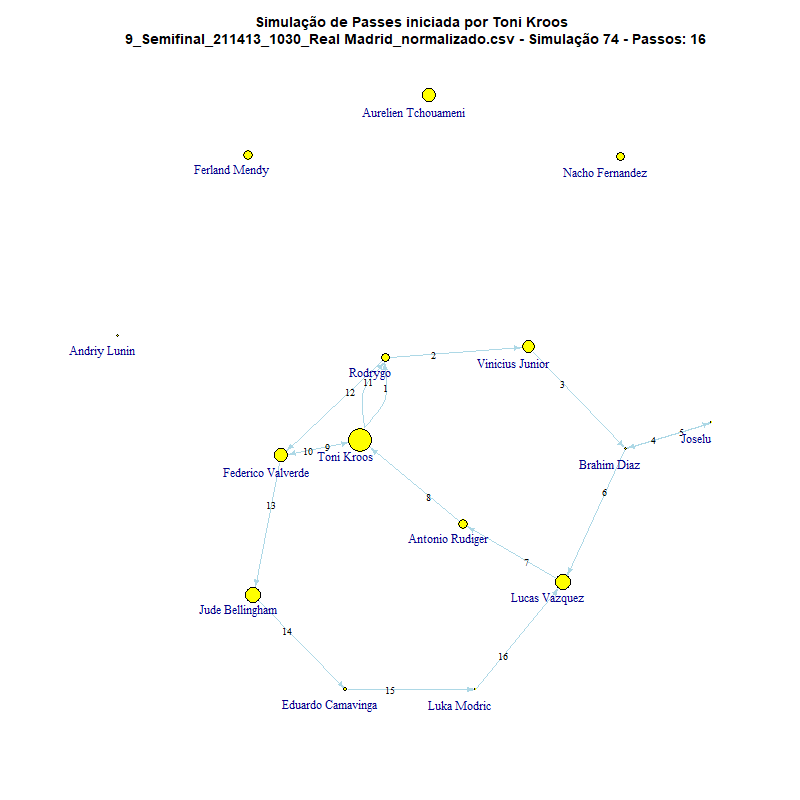 Simulação de Passes iniciada por Toni Kroos
9_Semifinal_211413_1030_Real Madrid_normalizado.csv - Simulação 74 - Passos: 16
Aurelien Tchouameni
Ferland Mendy
Nacho Fernandez
Andriy Lunin
2
Vinicius Junior
Rodrygo
11
12
1
3
Joselu
5
4
10
9
Toni Kroos
Brahim Diaz
Federico Valverde
6
8
13
Antonio Rudiger
7
Lucas Vazquez
Jude Bellingham
14
16
15
Eduardo Camavinga
Luka Modric